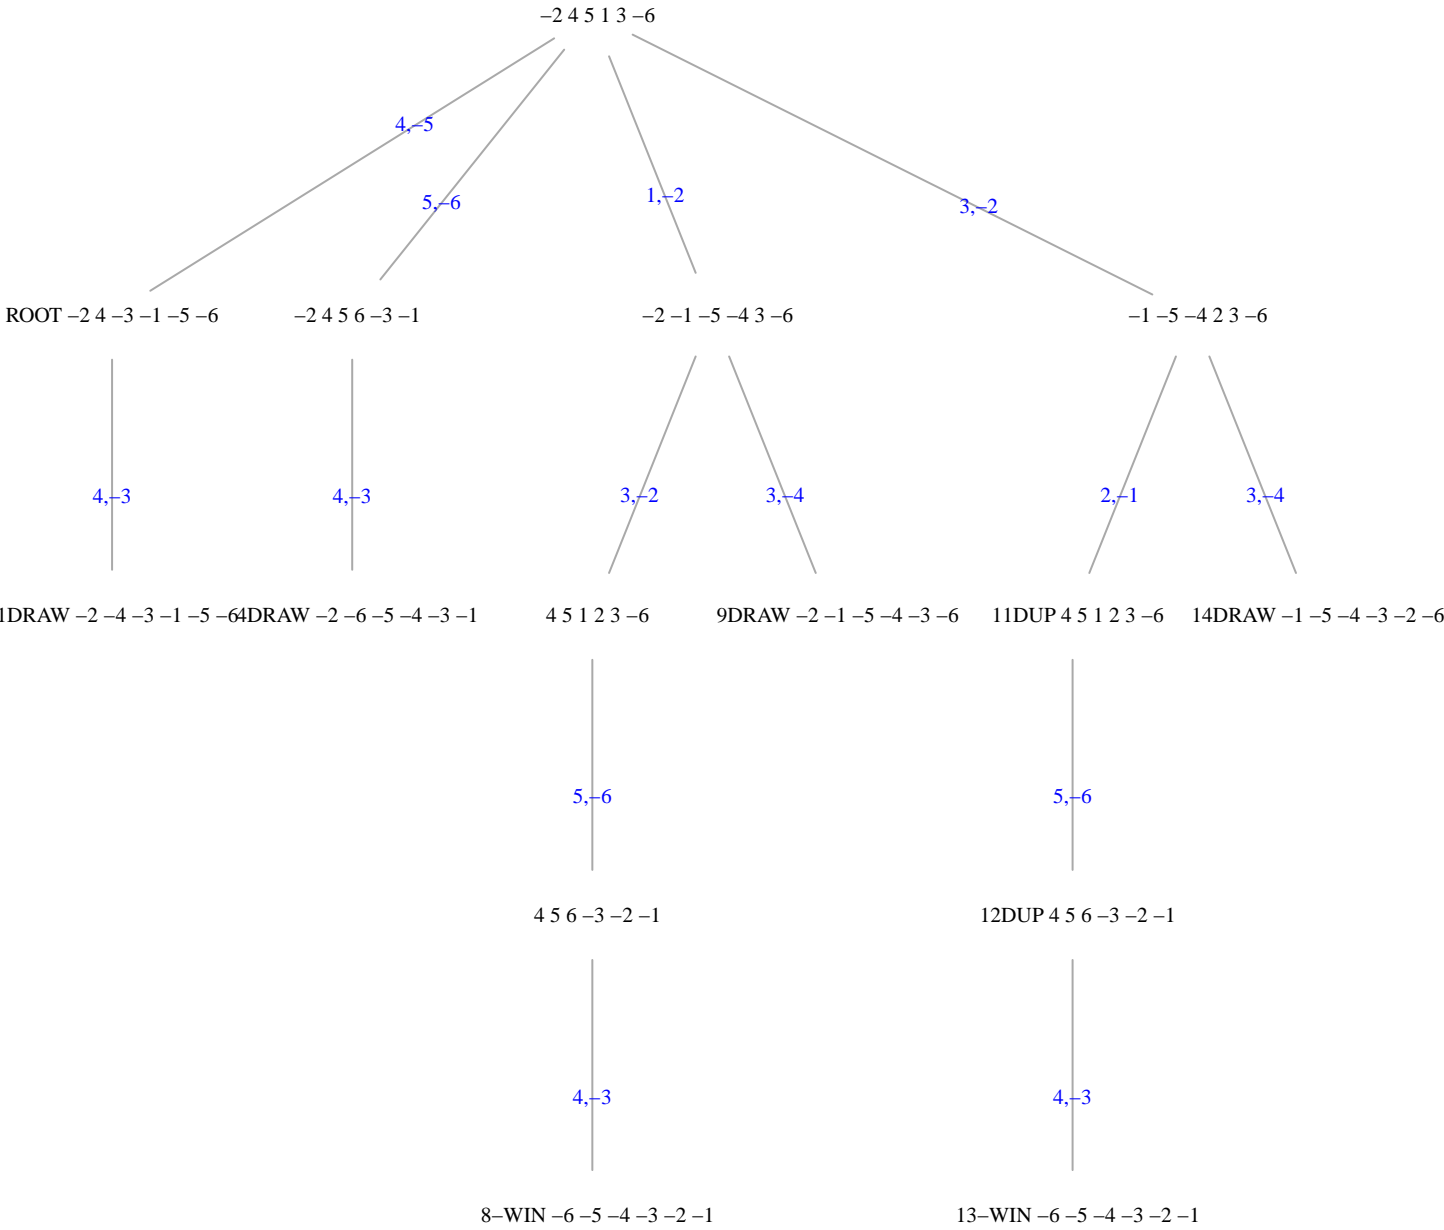 –2 4 5 1 3 –6
4,–5
5,–6
1,–2
3,–2
ROOT –2 4 –3 –1 –5 –6
–2 4 5 6 –3 –1
–2 –1 –5 –4 3 –6
–1 –5 –4 2 3 –6
4,–3
4,–3
3,–2
3,–4
2,–1
3,–4
1DRAW –2 –4 –3 –1 –5 –6
4DRAW –2 –6 –5 –4 –3 –1
4 5 1 2 3 –6
9DRAW –2 –1 –5 –4 –3 –6
11DUP 4 5 1 2 3 –6
14DRAW –1 –5 –4 –3 –2 –6
5,–6
5,–6
4 5 6 –3 –2 –1
12DUP 4 5 6 –3 –2 –1
4,–3
4,–3
8–WIN –6 –5 –4 –3 –2 –1
13–WIN –6 –5 –4 –3 –2 –1